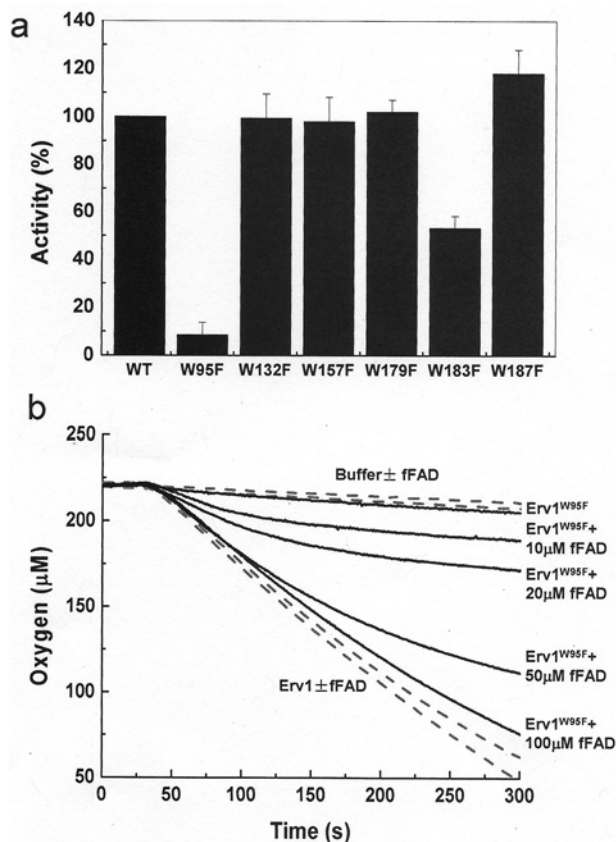 a
140
120
100
80
60
40
20
0
Activity (%)
WT W95F W132F W157F W179F W183F W187F
b
250
200
150
100
50
Oxygen (µM)
Buffer ± fFAD
Erv1W95F
Erv1W95F+
10µM fFAD
Erv1W95F+
20µM fFAD
Erv1 ± fFAD
Erv1W95F+
50µM fFAD
Erv1W95F+
100µM fFAD
0 50 100 150 200 250 300
Time (s)